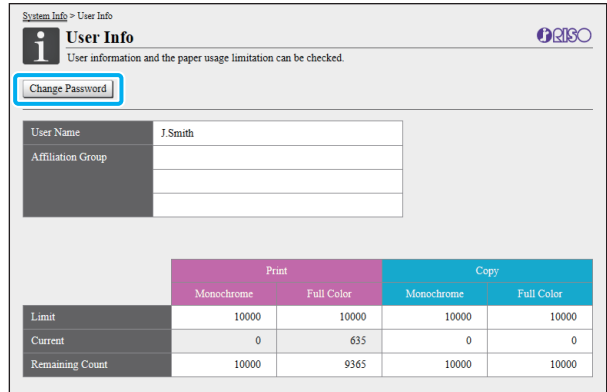 System Info > User Info
i User Info
RISO
User information and the paper usage limitation can be checked.
Change Password
User Name J.Smith
Affiliation Group
Print Copy
Monochrome Full Color Monochrome Full Color
Limit 10000 10000 10000 10000
Current 0 635 0 0
Remaining Count 10000 9365 10000 10000